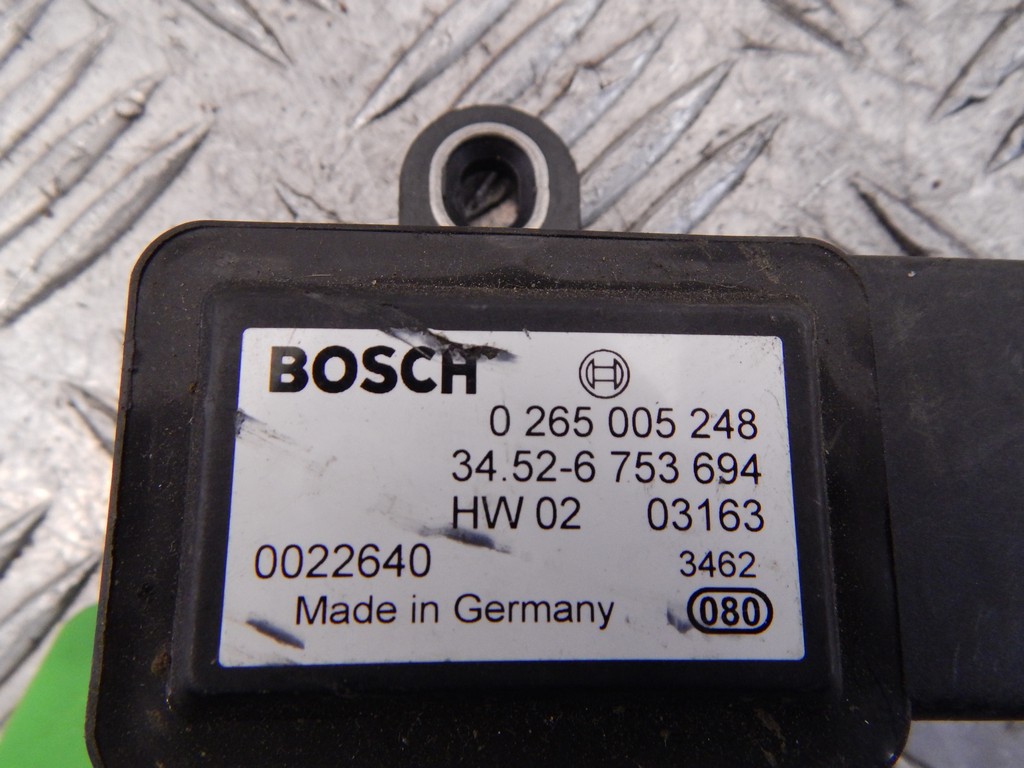 BOSCH
0 265 005 248
34.52-6 753 694
HW 02 03163
0022640 3462
Made in Germany 080